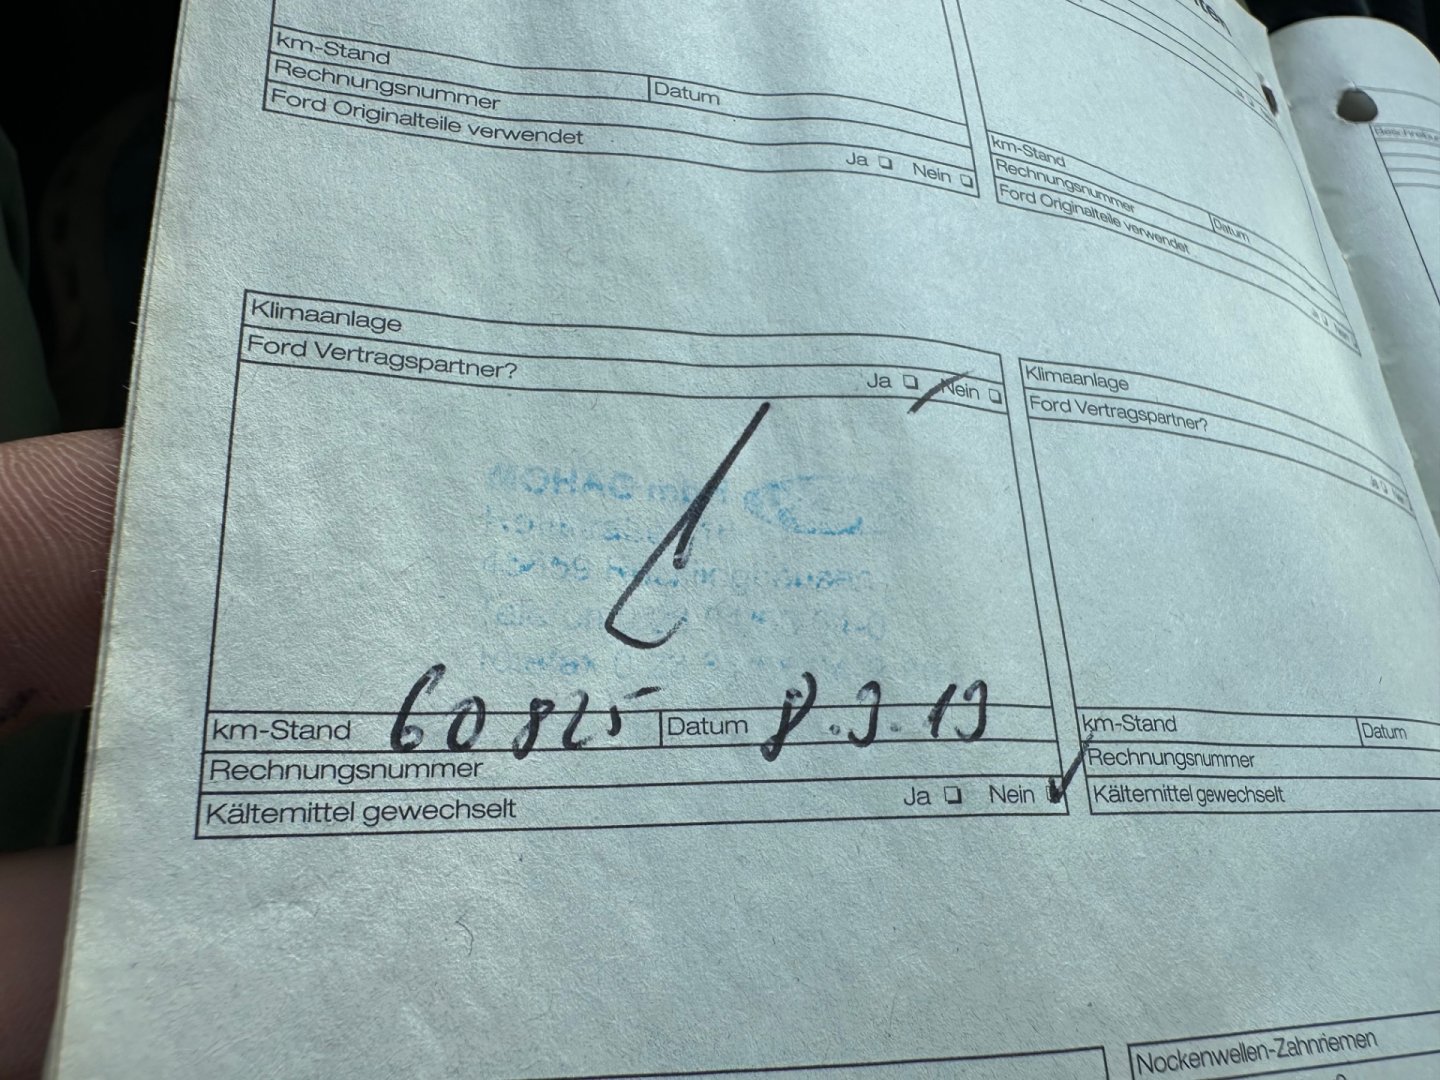 km-Stand
Rechnungsnummer Datum
Ford Originalteile verwendet
Ja Nein
km-Stand
Rechnungsnummer Datum
Ford Originalteile verwendet
Klimaanlage
Ford Vertragspartner? Ja Nein
km-Stand 60825 Datum 8.3.19
Rechnungsnummer
Kältemittel gewechselt Ja Nein
Klimaanlage
Ford Vertragspartner?
km-Stand Datum
Rechnungsnummer
Kältemittel gewechselt
Nockenwellen-Zahnriemen